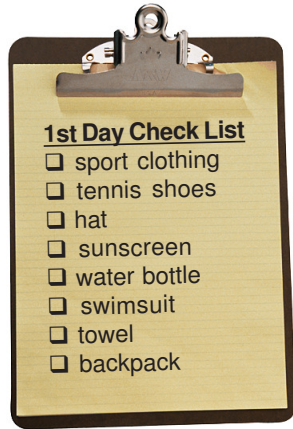 1st Day Check List
❑ sport clothing
❑ tennis shoes
❑ hat
❑ sunscreen
❑ water bottle
❑ swimsuit
❑ towel
❑ backpack